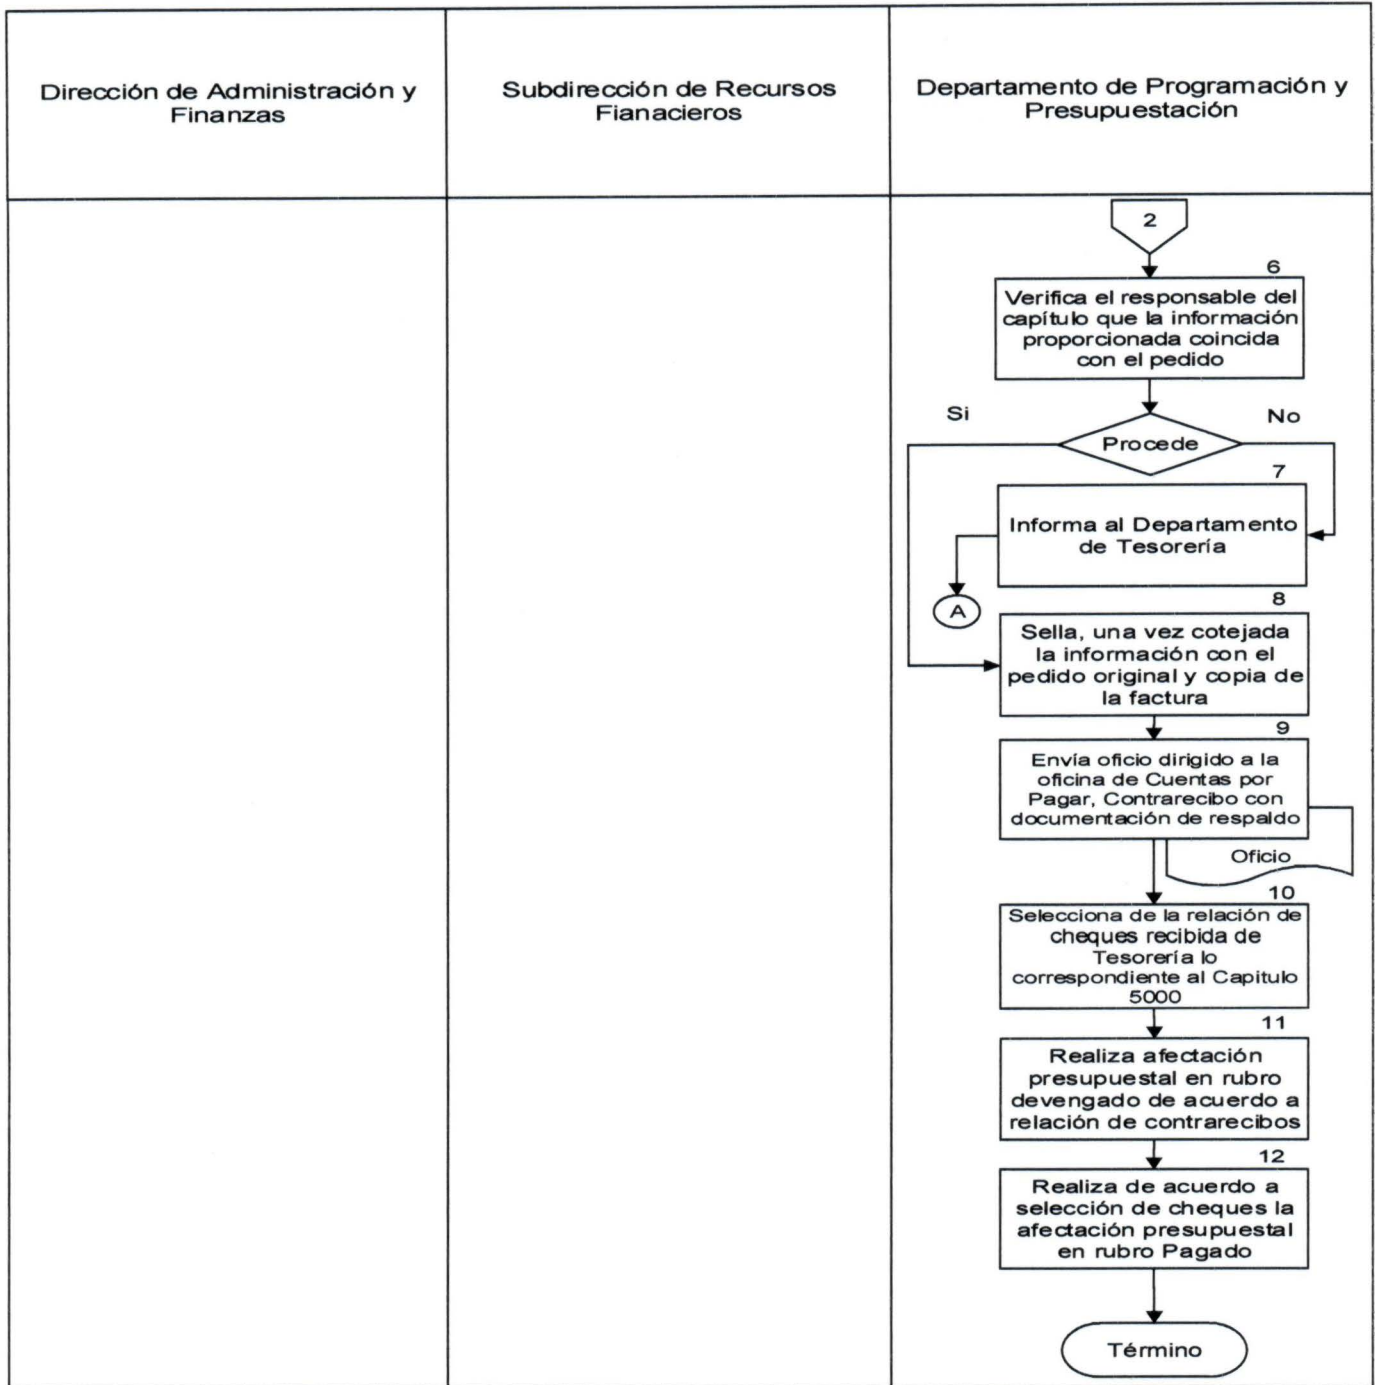 Dirección de Administración y
Finanzas
Subdirección de Recursos
Fianacieros
Departamento de Programación y
Presupuestación
2
6
Verifica el responsable del
capítulo que la información
proporcionada coincida
con el pedido
Si
No
Procede
7
Informa al Departamento
de Tesorería
A
8
Sella, una vez cotejada
la información con el
pedido original y copia de
la factura
9
Envía oficio dirigido a la
oficina de Cuentas por
Pagar, Contrarecibo con
documentación de respaldo
Oficio
10
Selecciona de la relación de
cheques recibida de
Tesorería lo
correspondiente al Capitulo
5000
11
Realiza afectación
presupuestal en rubro
devengado de acuerdo a
relación de contrarecibos
12
Realiza de acuerdo a
selección de cheques la
afectación presupuestal
en rubro Pagado
Término